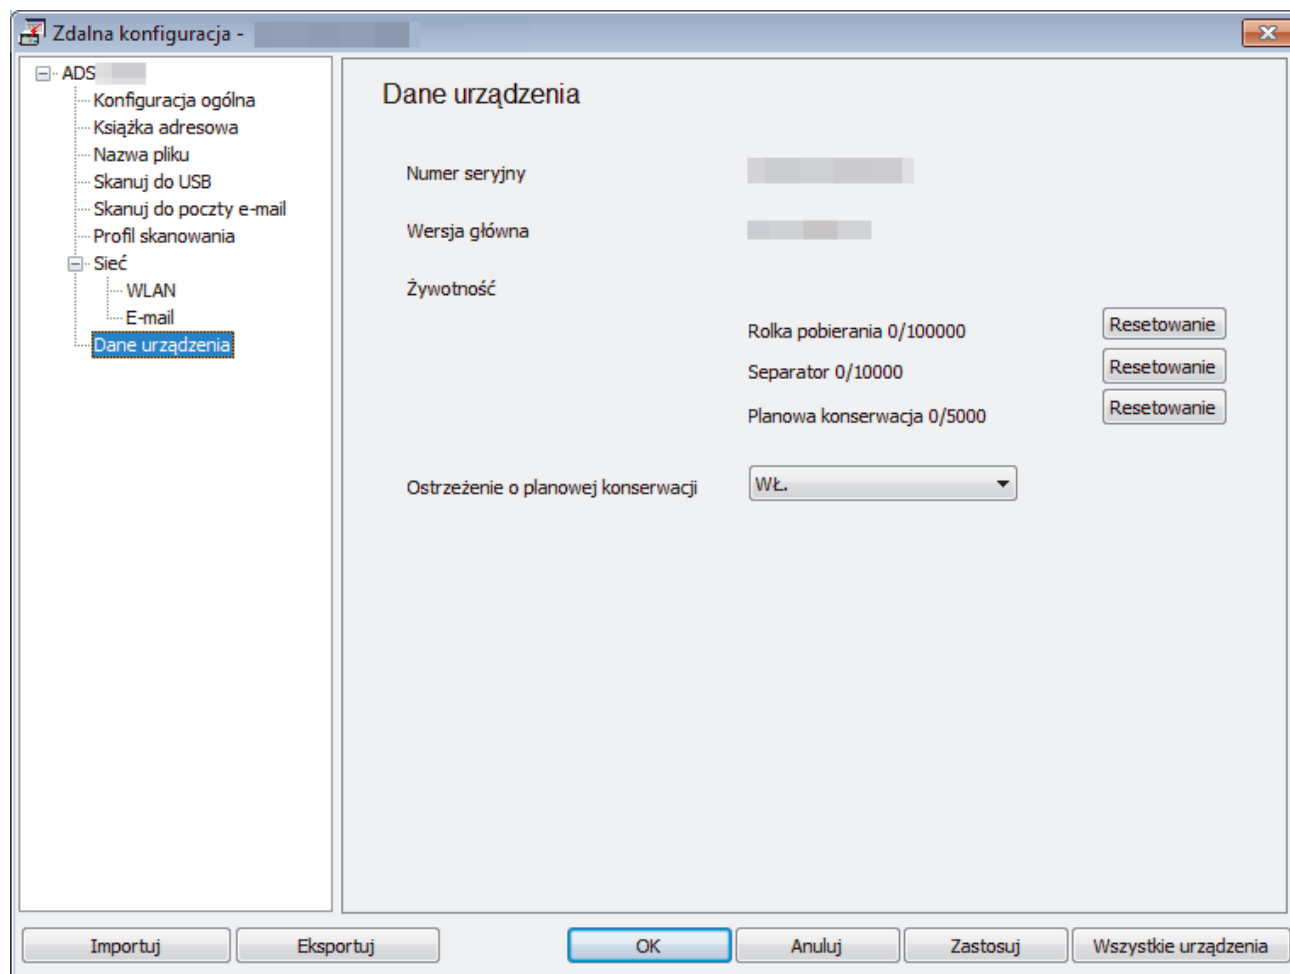 Zdalna konfiguracja -
ADS
Konfiguracja ogólna
Książka adresowa
Nazwa pliku
Skanuj do USB
Skanuj do poczty e-mail
Profil skanowania
Sieć
WLAN
E-mail
Dane urządzenia
Dane urządzenia
Numer seryjny
Wersja główna
Żywotność
Rolka pobierania 0/100000 Resetowanie
Separator 0/10000 Resetowanie
Planowa konserwacja 0/5000 Resetowanie
Ostrzeżenie o planowej konserwacji WŁ.
Importuj Eksportuj OK Anuluj Zastosuj Wszystkie urządzenia